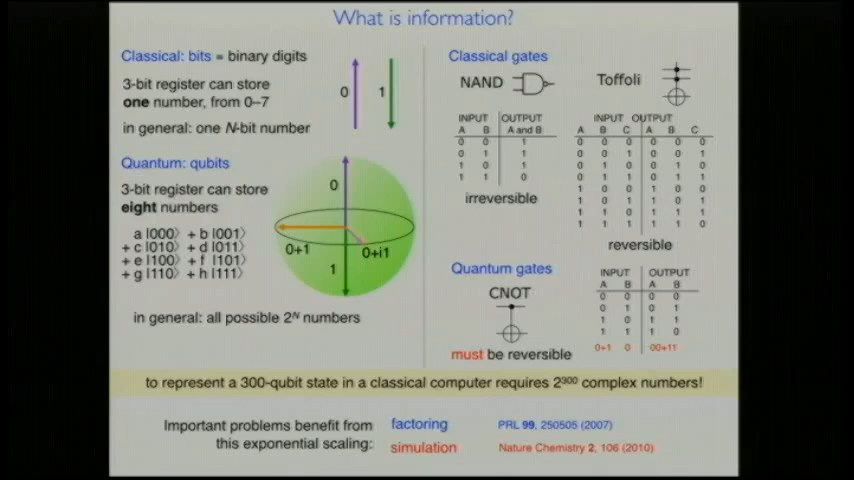 What is information?
Classical: bits = binary digits
3-bit register can store
one number, from 0–7
in general: one N-bit number
0
1
Quantum: qubits
3-bit register can store
eight numbers
a |000⟩ + b |001⟩
+ c |010⟩ + d |011⟩
+ e |100⟩ + f |101⟩
+ g |110⟩ + h |111⟩
0
0+1
0+i1
1
in general: all possible 2^N numbers
Classical gates
NAND
Toffoli
INPUT OUTPUT
A B A and B
0 0 1
0 1 1
1 0 1
1 1 0
irreversible
INPUT OUTPUT
A B C A B C
0 0 0 0 0 0
0 0 1 0 0 1
0 1 0 0 1 0
0 1 1 0 1 1
1 0 0 1 0 0
1 0 1 1 0 1
1 1 0 1 1 1
1 1 1 1 1 0
reversible
Quantum gates
CNOT
must be reversible
INPUT OUTPUT
A B A B
0 0 0 0
0 1 0 1
1 0 1 1
1 1 1 0
0+1 0 00+11
to represent a 300-qubit state in a classical computer requires 2^300 complex numbers!
Important problems benefit from
this exponential scaling:
factoring PRL 99, 250505 (2007)
simulation Nature Chemistry 2, 106 (2010)